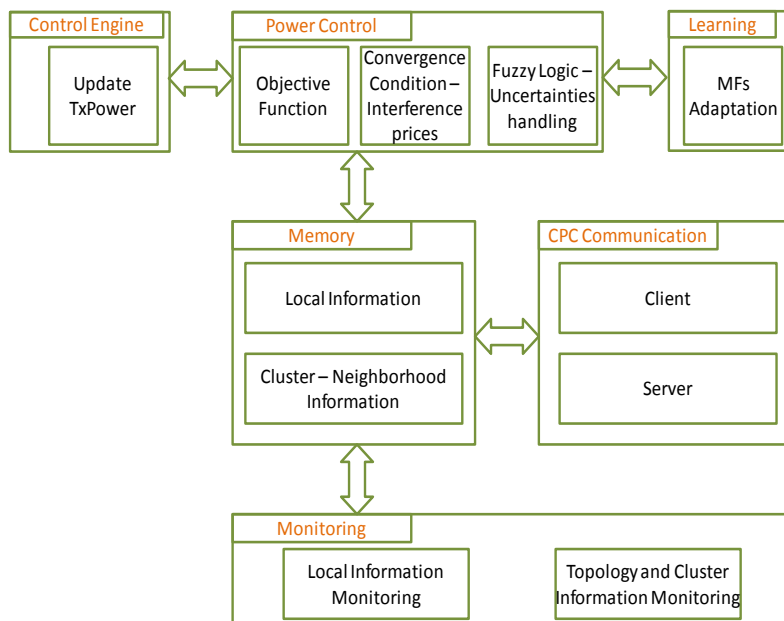 Control Engine
Update
TxPower
Power Control
Objective
Function
Convergence
Condition –
Interference
prices
Fuzzy Logic –
Uncertainties
handling
Learning
MFs
Adaptation
Memory
Local Information
Cluster – Neighborhood
Information
CPC Communication
Client
Server
Monitoring
Local Information
Monitoring
Topology and Cluster
Information Monitoring